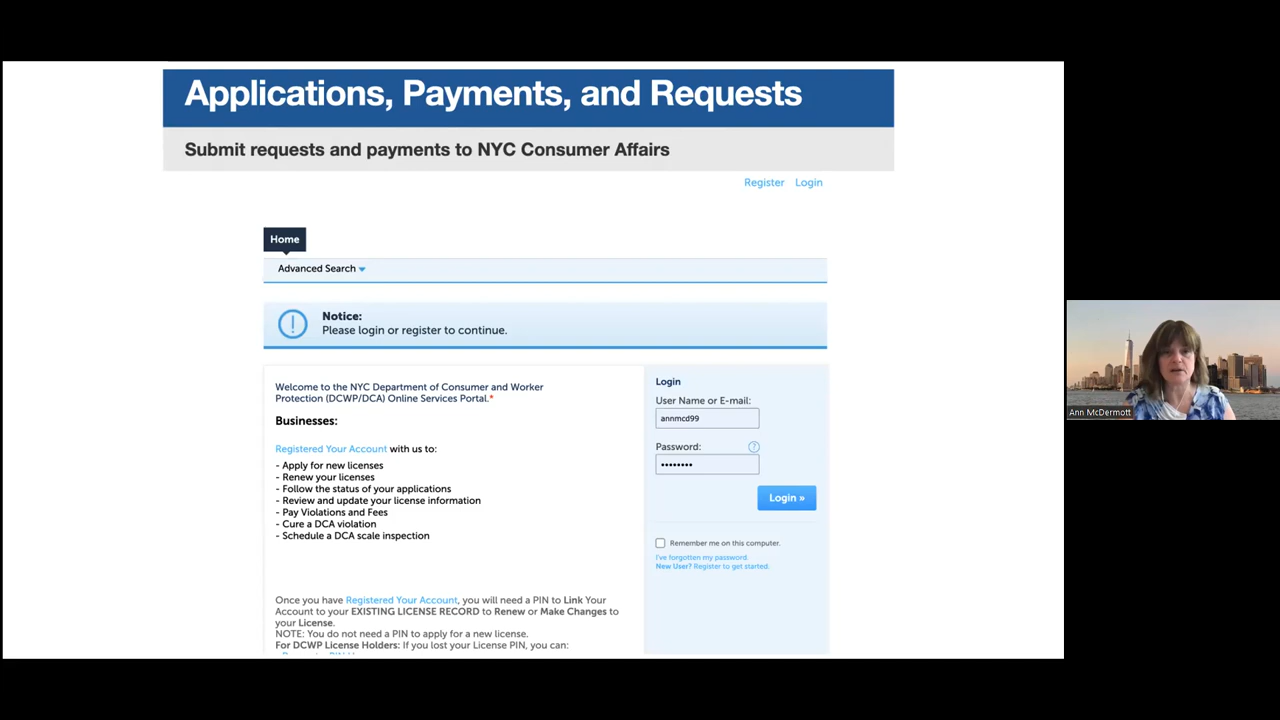 Applications, Payments, and Requests
Submit requests and payments to NYC Consumer Affairs
Register Login
Home
Advanced Search
Notice:
Please login or register to continue.
Welcome to the NYC Department of Consumer and Worker
Protection (DCWP/DCA) Online Services Portal.*
Businesses:
Registered Your Account with us to:
- Apply for new licenses
- Renew your licenses
- Follow the status of your applications
- Review and update your license information
- Pay Violations and Fees
- Cure a DCA violation
- Schedule a DCA scale inspection
Once you have Registered Your Account, you will need a PIN to Link Your
Account to your EXISTING LICENSE RECORD to Renew or Make Changes to
your License.
NOTE: You do not need a PIN to apply for a new license.
For DCWP License Holders: If you lost your License PIN, you can:
Login
User Name or E-mail:
annmcd99
Password:
?
••••••••
Login »
Remember me on this computer.
I've forgotten my password.
New User? Register to get started.
Ann McDermott